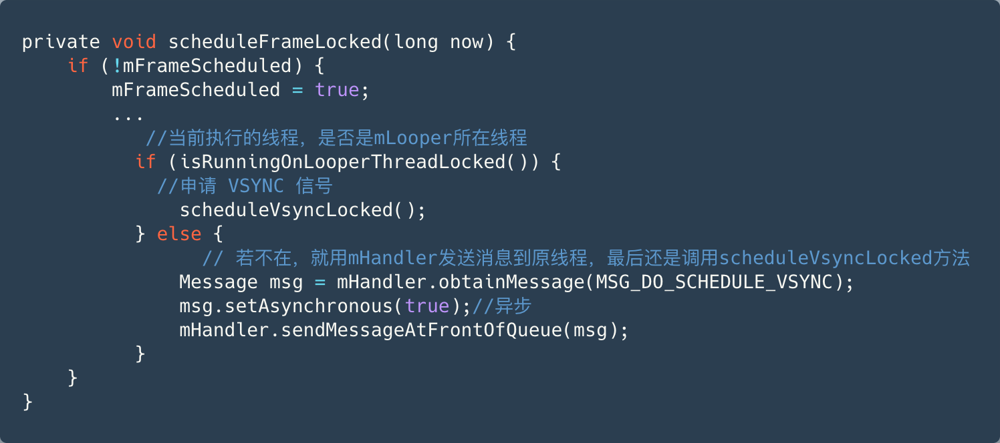 private void scheduleFrameLocked(long now) {
    if (!mFrameScheduled) {
        mFrameScheduled = true;
        ...
           //当前执行的线程，是否是mLooper所在线程
          if (isRunningOnLooperThreadLocked()) {
            //申请 VSYNC 信号
              scheduleVsyncLocked();
          } else {
                // 若不在，就用mHandler发送消息到原线程，最后还是调用scheduleVsyncLocked方法
              Message msg = mHandler.obtainMessage(MSG_DO_SCHEDULE_VSYNC);
              msg.setAsynchronous(true);//异步
              mHandler.sendMessageAtFrontOfQueue(msg);
          }
    }
}